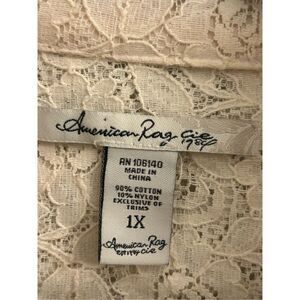 American Rag Cie
1984
RN 106140
MADE IN
CHINA
90% COTTON
10% NYLON
EXCLUSIVE OF
TRIMS
1X
American Rag
Cie